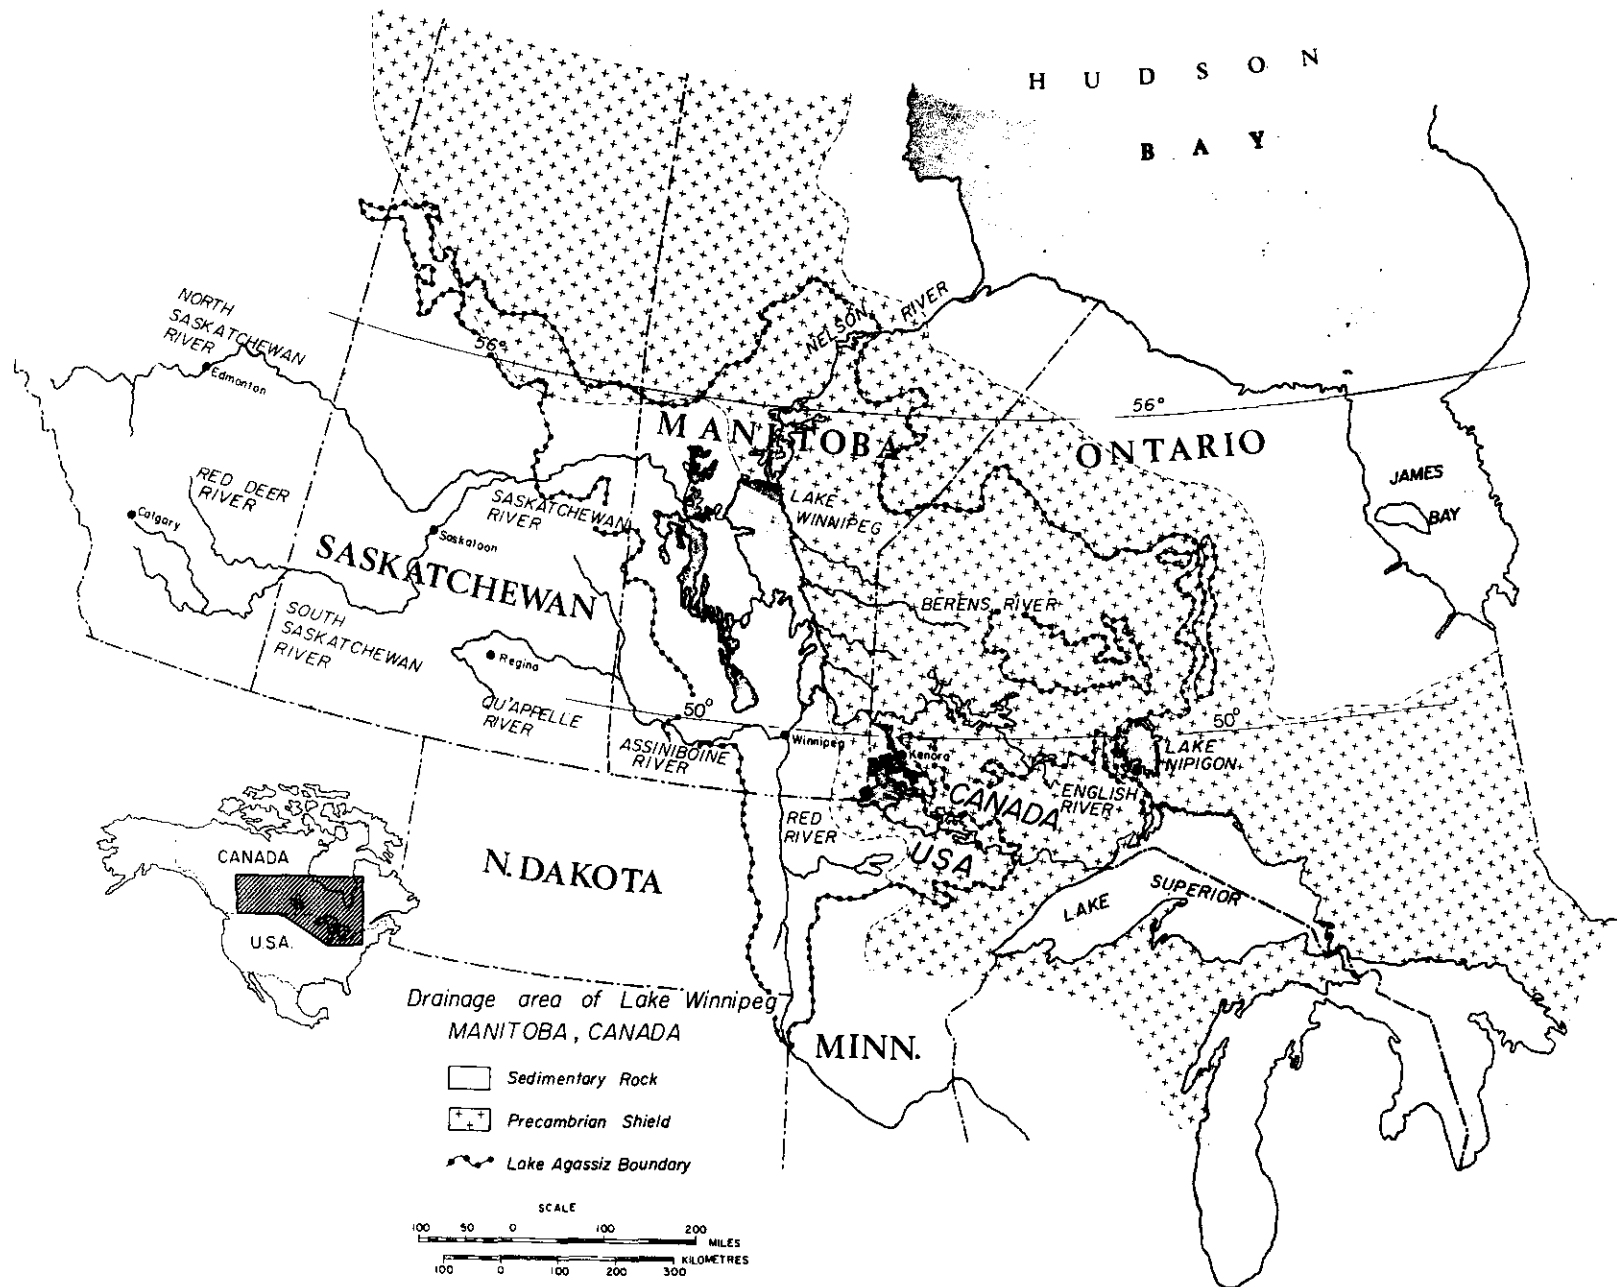 HUDSON
BAY
NORTH
SASKATCHEWAN
RIVER
NELSON RIVER
Edmonton
56°
56°
MANITOBA
ONTARIO
RED DEER
RIVER
SASKATCHEWAN
RIVER
LAKE
WINNIPEG
JAMES
BAY
Calgary
Saskatoon
SASKATCHEWAN
BERENS RIVER
SOUTH
SASKATCHEWAN
RIVER
Regina
QU'APPELLE
RIVER
50°
50°
ASSINIBOINE
RIVER
Winnipeg
Kenora
LAKE
NIPIGON
CANADA
ENGLISH
RIVER
RED
RIVER
USA
N. DAKOTA
LAKE SUPERIOR
CANADA
U.S.A.
MINN.
Drainage area of Lake Winnipeg
MANITOBA, CANADA
Sedimentary Rock
Precambrian Shield
Lake Agassiz Boundary
SCALE
100 50 0 100 200
MILES
KILOMETRES
100 0 100 200 300